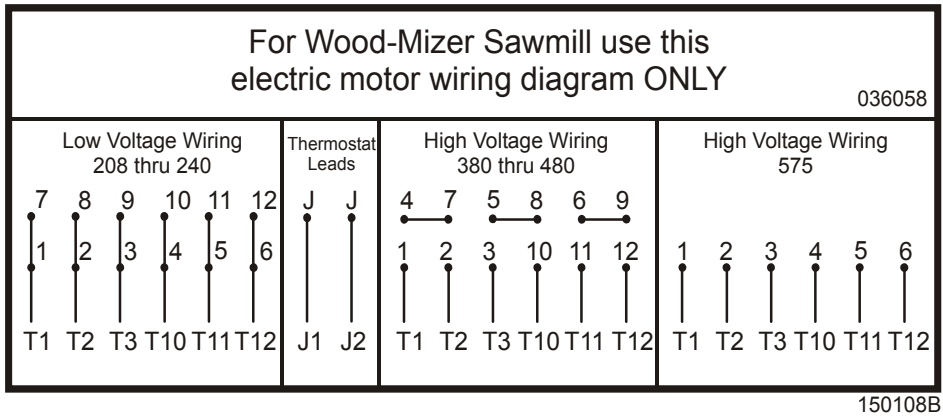 For Wood-Mizer Sawmill use this
electric motor wiring diagram ONLY
036058
Low Voltage Wiring
208 thru 240
7 8 9 10 11 12
1 2 3 4 5 6
T1 T2 T3 T10 T11 T12
Thermostat
Leads
J J
J1 J2
High Voltage Wiring
380 thru 480
4 7 5 8 6 9
1 2 3 10 11 12
T1 T2 T3 T10 T11 T12
High Voltage Wiring
575
1 2 3 4 5 6
T1 T2 T3 T10 T11 T12
150108B